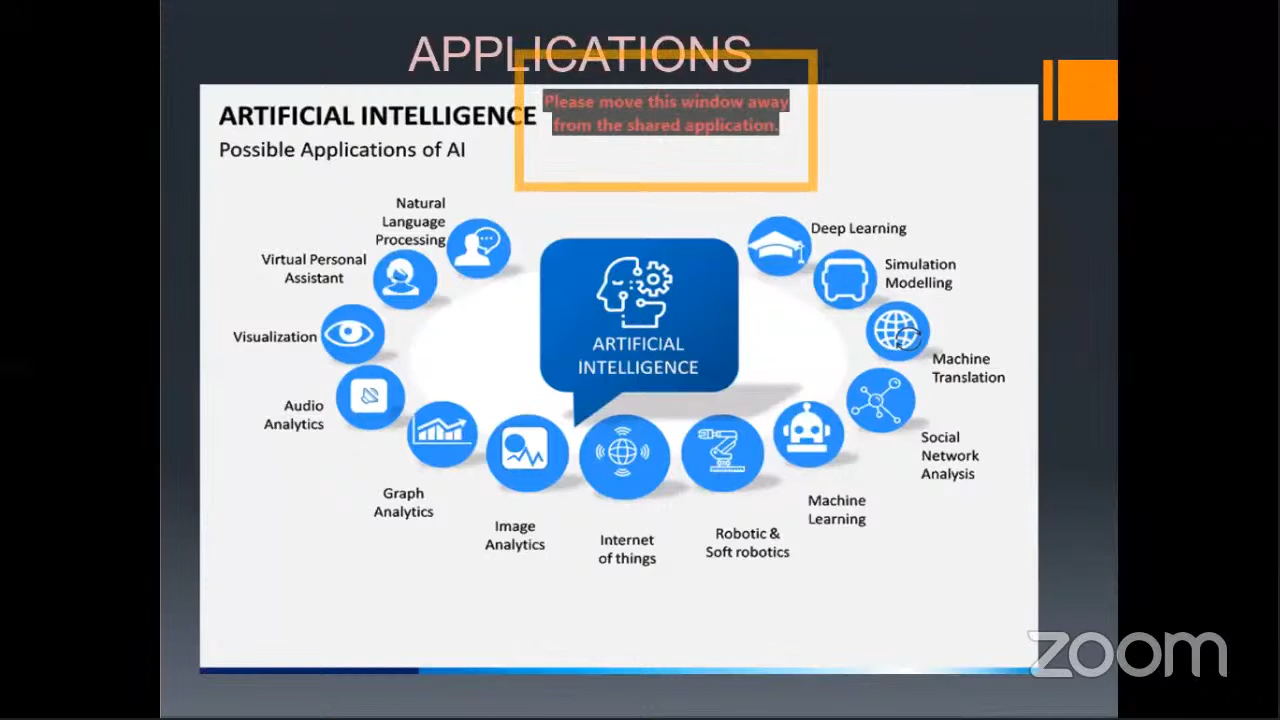 APPLICATIONS
ARTIFICIAL INTELLIGENCE
Please move this window away
from the shared application.
Possible Applications of AI
Natural
Language
Processing
Virtual Personal
Assistant
Visualization
Audio
Analytics
Graph
Analytics
Image
Analytics
Internet
of things
Robotic &
Soft robotics
Machine
Learning
Social
Network
Analysis
Machine
Translation
Simulation
Modelling
Deep Learning
ARTIFICIAL
INTELLIGENCE
zoom